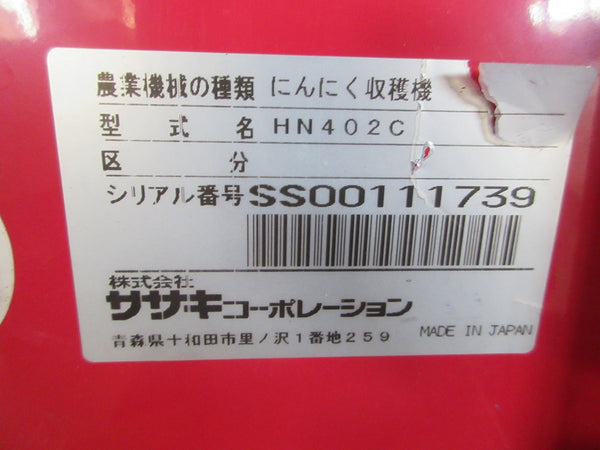 農業機械の種類 にんにく収穫機
型式名 HN402C
区分
シリアル番号 SS00111739
株式会社
ササキコーポレーション
青森県十和田市里ノ沢1番地259
MADE IN JAPAN